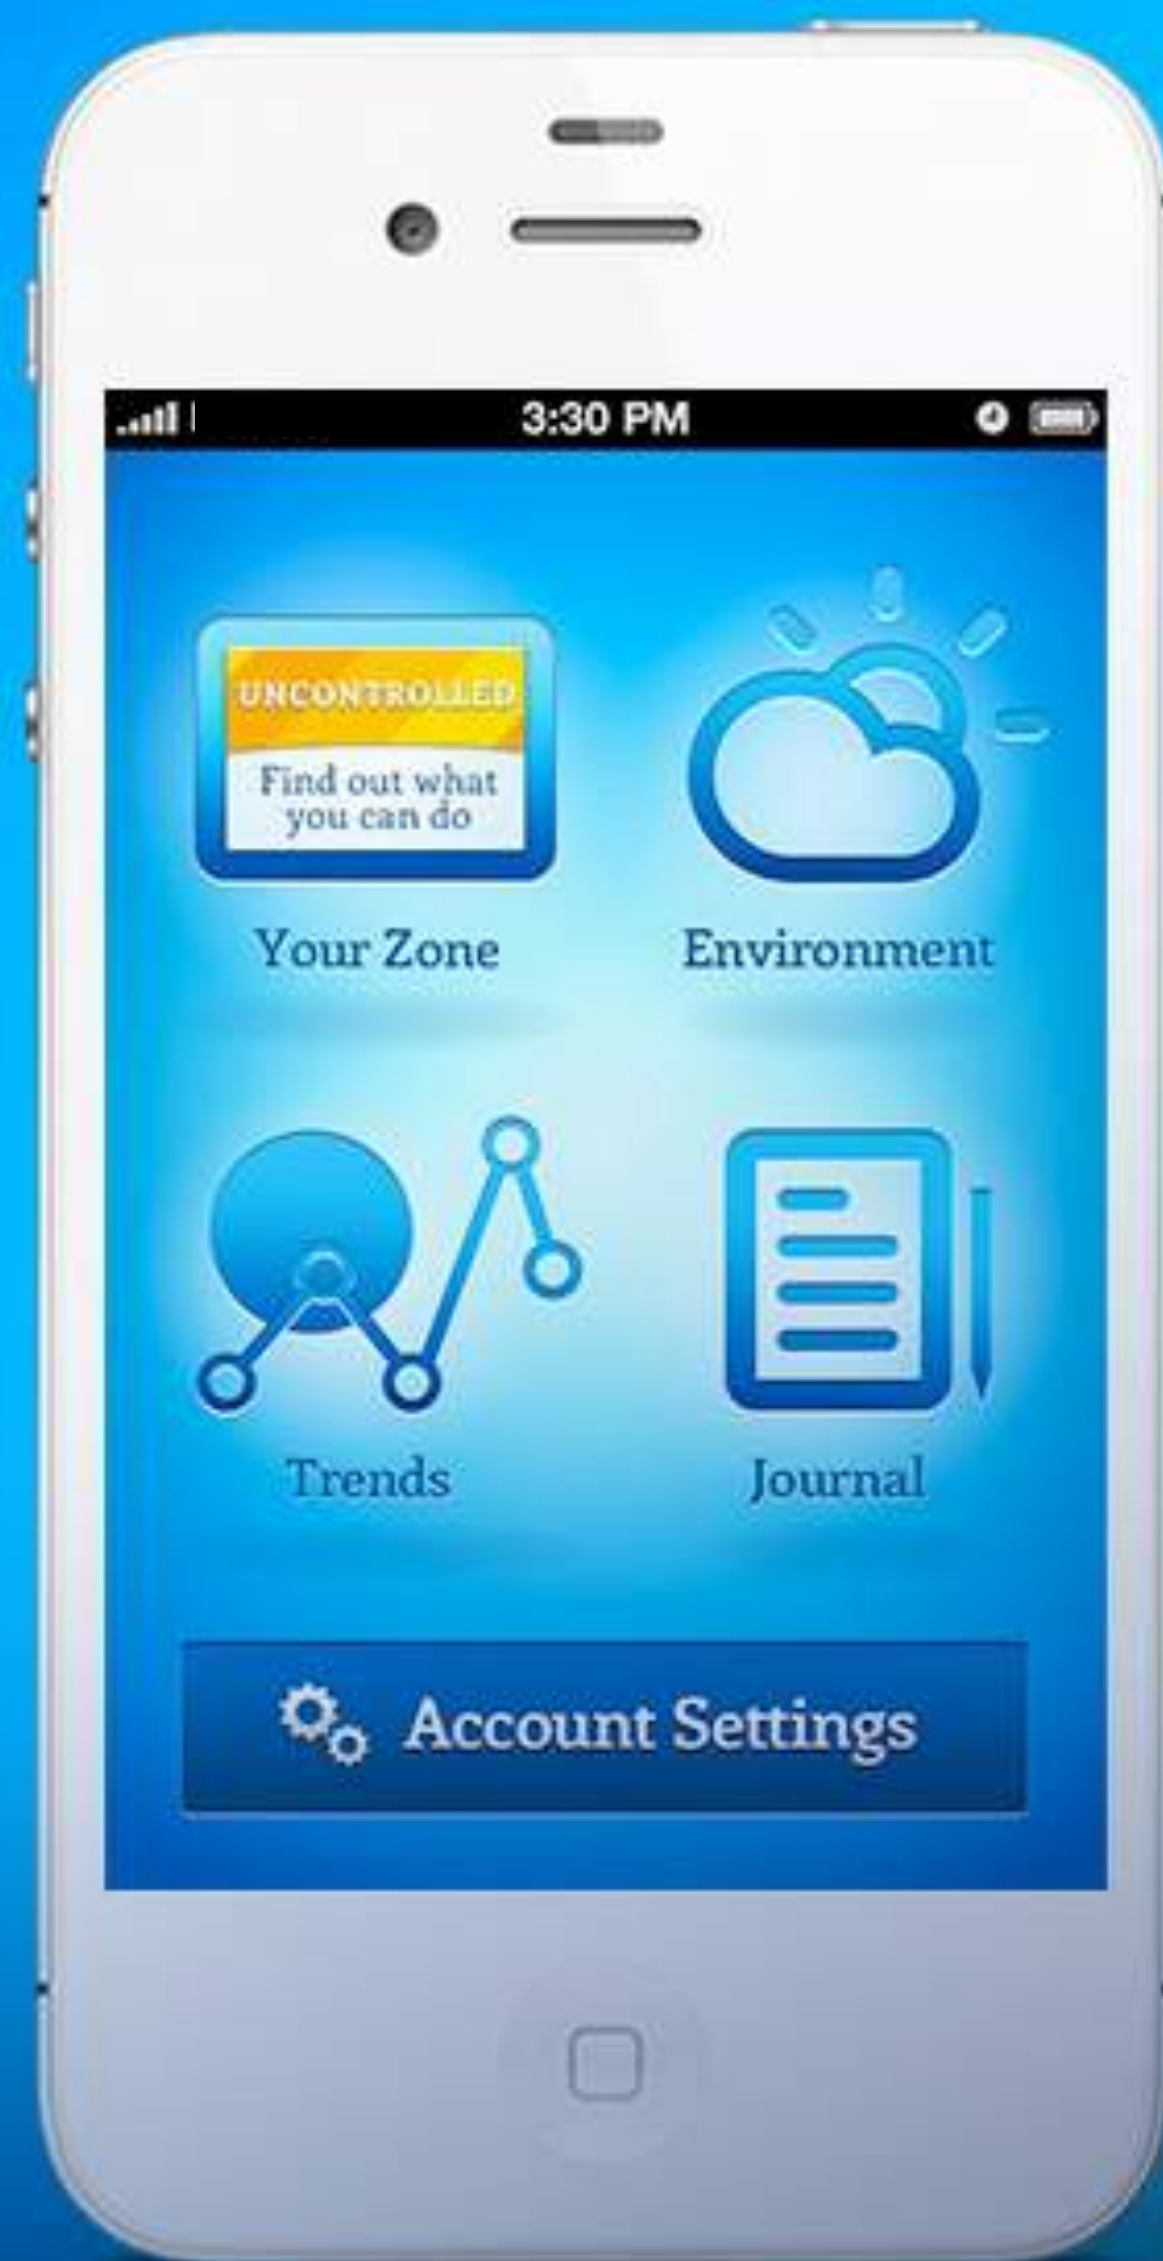 3:30 PM
UNCONTROLLED
Find out what
you can do
Your Zone
Environment
Trends
Journal
Account Settings